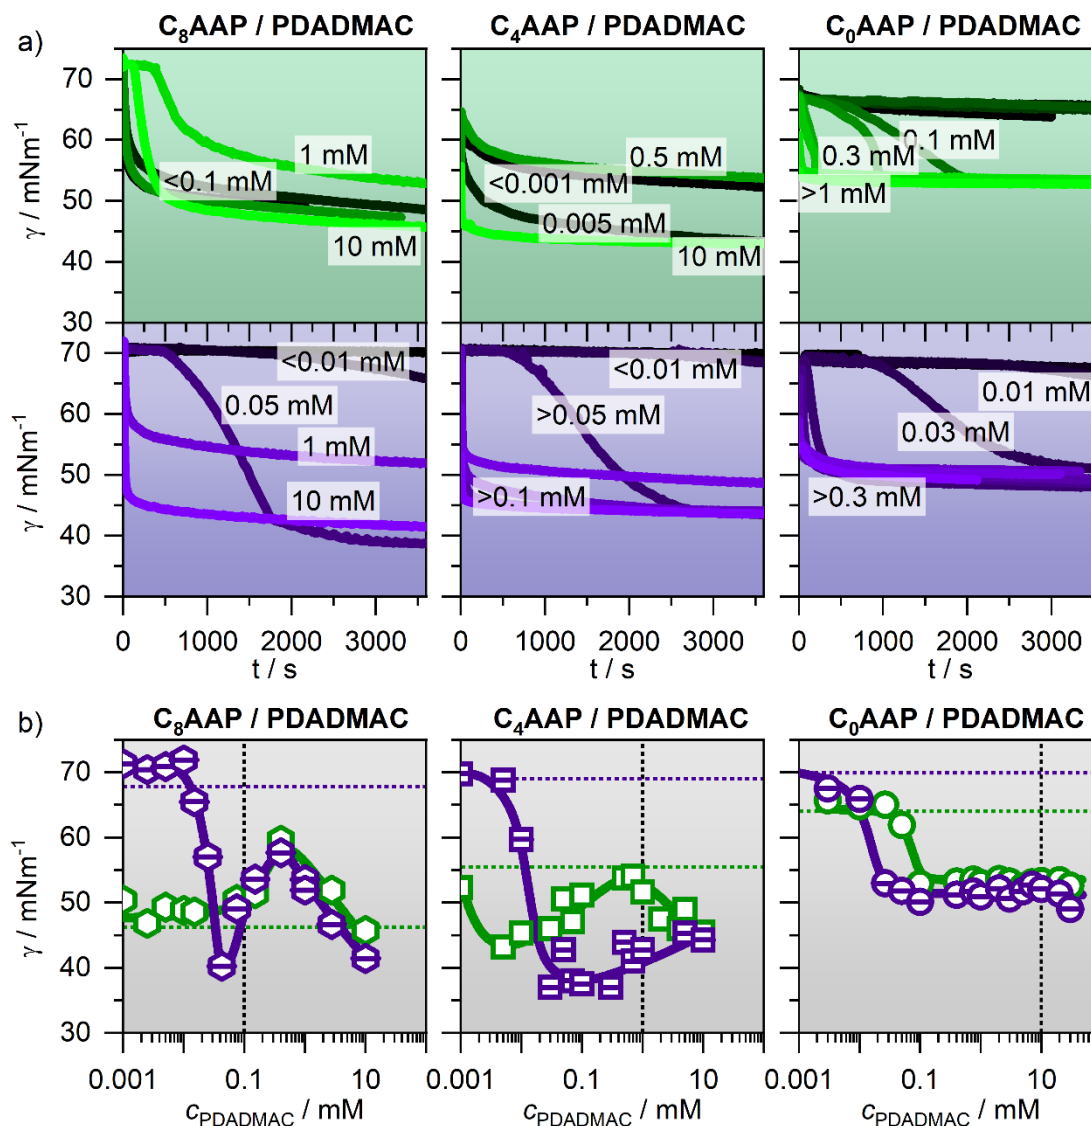 a)
C₈AAP / PDADMAC
C₄AAP / PDADMAC
C₀AAP / PDADMAC
γ / mNm⁻¹
70
60
50
40
30
1 mM
<0.1 mM
10 mM
0.5 mM
<0.001 mM
0.005 mM
10 mM
0.1 mM
0.3 mM
>1 mM
γ / mNm⁻¹
70
60
50
40
30
<0.01 mM
0.05 mM
1 mM
10 mM
<0.01 mM
>0.05 mM
>0.1 mM
0.01 mM
0.03 mM
>0.3 mM
0 1000 2000 3000
0 1000 2000 3000
0 1000 2000 3000
t / s
t / s
t / s
b)
C₈AAP / PDADMAC
C₄AAP / PDADMAC
C₀AAP / PDADMAC
γ / mNm⁻¹
70
60
50
40
30
0.001 0.1 10
0.001 0.1 10
0.001 0.1 10
c_PDADMAC / mM
c_PDADMAC / mM
c_PDADMAC / mM